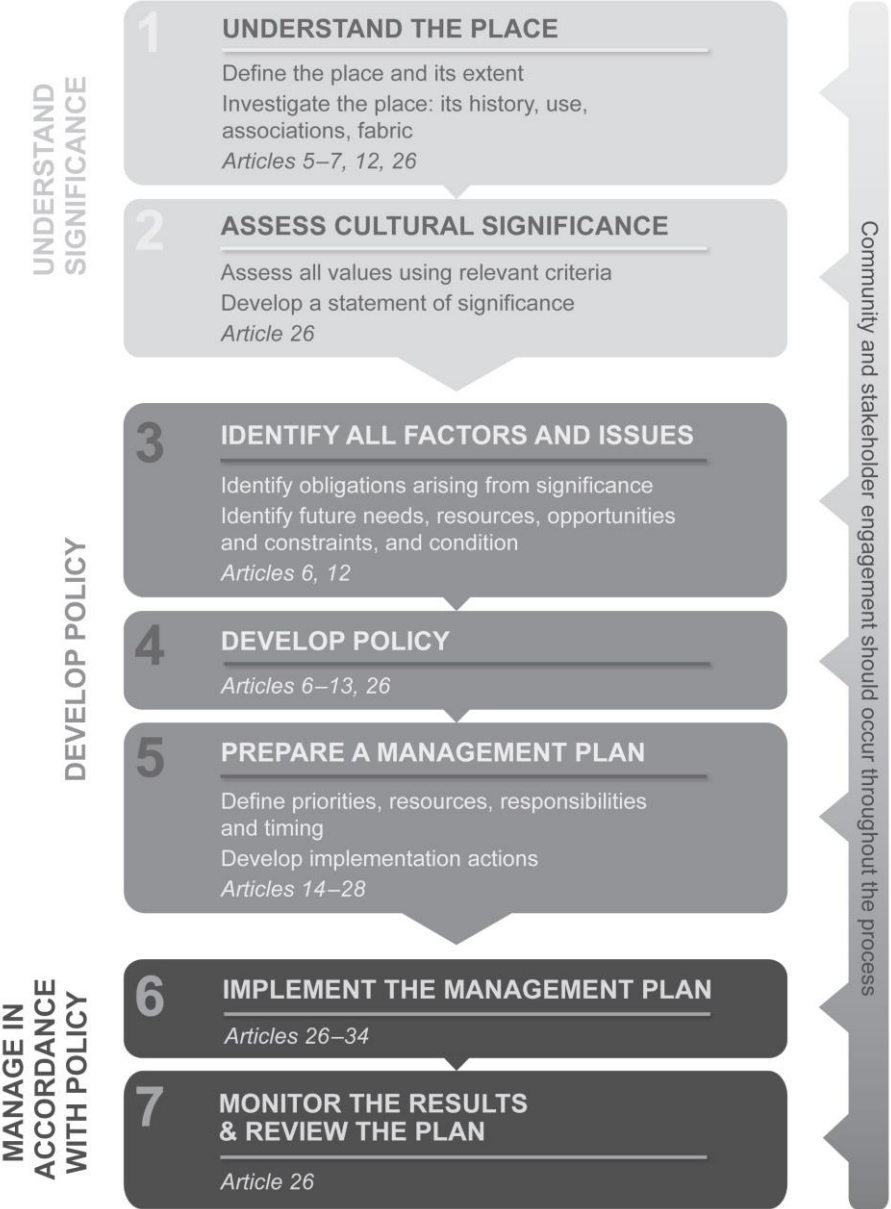 UNDERSTAND
SIGNIFICANCE
1
UNDERSTAND THE PLACE
Define the place and its extent
Investigate the place: its history, use,
associations, fabric
Articles 5–7, 12, 26
2
ASSESS CULTURAL SIGNIFICANCE
Assess all values using relevant criteria
Develop a statement of significance
Article 26
DEVELOP POLICY
3
IDENTIFY ALL FACTORS AND ISSUES
Identify obligations arising from significance
Identify future needs, resources, opportunities
and constraints, and condition
Articles 6, 12
4
DEVELOP POLICY
Articles 6–13, 26
5
PREPARE A MANAGEMENT PLAN
Define priorities, resources, responsibilities
and timing
Develop implementation actions
Articles 14–28
MANAGE IN
ACCORDANCE
WITH POLICY
6
IMPLEMENT THE MANAGEMENT PLAN
Articles 26–34
7
MONITOR THE RESULTS
& REVIEW THE PLAN
Article 26
Community and stakeholder engagement should occur throughout the process